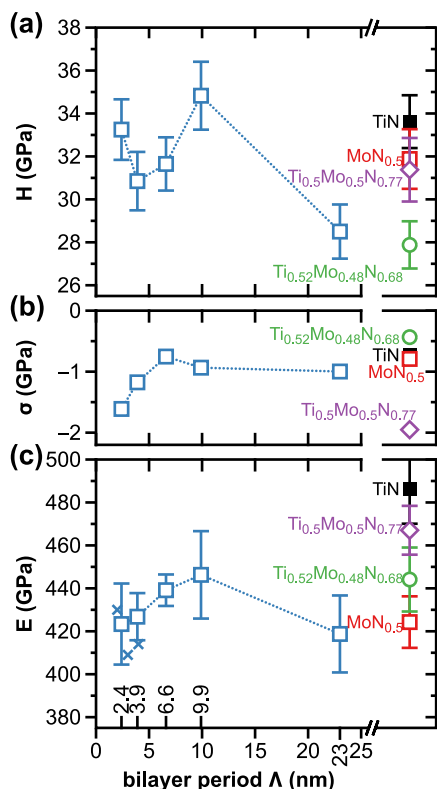 (a)
38
36
34
32
30
28
26
H (GPa)
TiN
MoN0.5
Ti0.5Mo0.5N0.77
Ti0.52Mo0.48N0.68
(b)
0
−1
−2
σ (GPa)
Ti0.52Mo0.48N0.68
TiN
MoN0.5
Ti0.5Mo0.5N0.77
(c)
500
480
460
440
420
400
380
E (GPa)
TiN
Ti0.5Mo0.5N0.77
Ti0.52Mo0.48N0.68
MoN0.5
2.4
3.9
6.6
9.9
23
0 5 10 15 20 25
bilayer period Λ (nm)